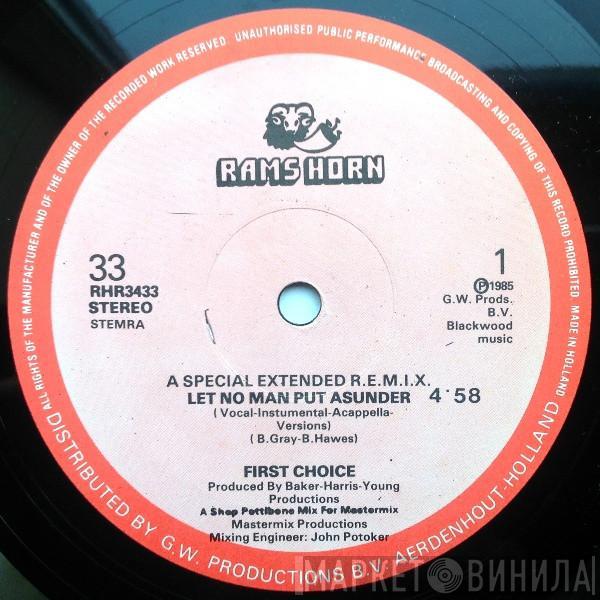 ALL RIGHTS OF THE MANUFACTURER AND OF THE OWNER OF THE RECORDED WORK RESERVED. UNAUTHORISED PUBLIC PERFORMANCE BROADCASTING AND COPYING OF THIS RECORD PROHIBITED. MADE IN HOLLAND
RAMS HORN
33
RHR3433
STEREO
STEMRA
1
Ⓟ1985
G.W. Prods.
B.V.
Blackwood
music
A SPECIAL EXTENDED R.E.M.I.X.
LET NO MAN PUT ASUNDER 4˙58
(Vocal-Instumental-Acappella-
Versions)
(B.Gray-B.Hawes)
FIRST CHOICE
Produced By Baker-Harris-Young
Productions
A Shep Pettibone Mix For Mastermix
Mastermix Productions
Mixing Engineer: John Potoker
DISTRIBUTED BY G.W. PRODUCTIONS B.V. AERDENHOUT-HOLLAND
МАРКЕТ ВИНИЛА